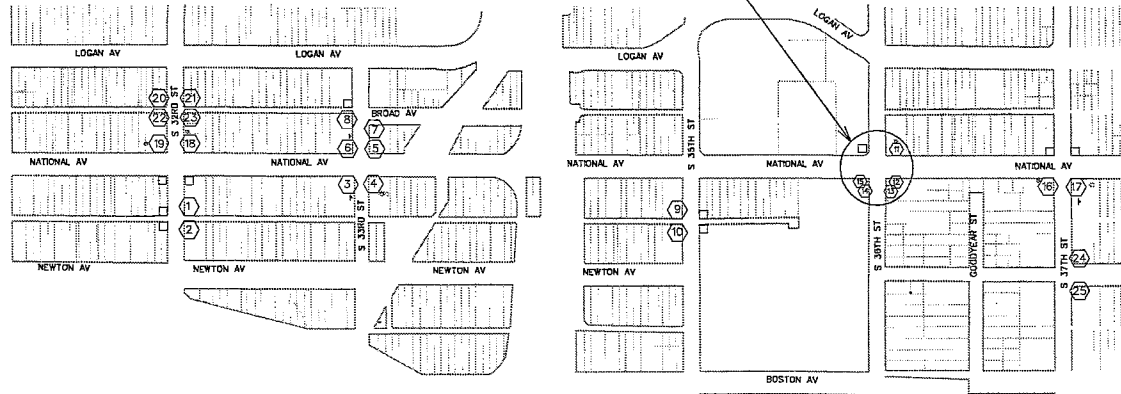 LOGAN AV
LOGAN AV
20
21
S 32RD ST
22
23
19
18
BROAD AV
8
7
6
5
NATIONAL AV
NATIONAL AV
3
4
1
2
S 33RD ST
NEWTON AV
NEWTON AV
NEWTON AV
LOGAN AV
LOGAN AV
S 35TH ST
NATIONAL AV
NATIONAL AV
NATIONAL AV
11
15
14
12
13
16
17
9
10
S 36TH ST
GOODYEAR ST
S 37TH ST
24
25
NEWTON AV
BOSTON AV